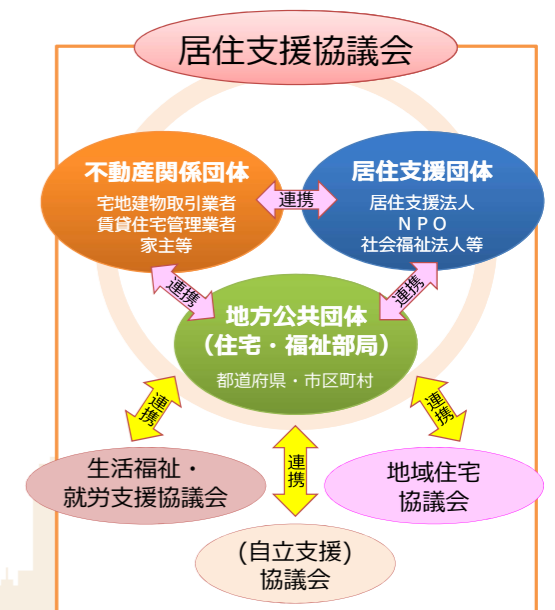 居住支援協議会
不動産関係団体
宅地建物取引業者
賃貸住宅管理業者
家主等
連携
居住支援団体
居住支援法人
NPO
社会福祉法人等
連携
連携
地方公共団体
(住宅・福祉部局)
都道府県・市区町村
連携
連携
連携
生活福祉・
就労支援協議会
地域住宅
協議会
(自立支援)
協議会